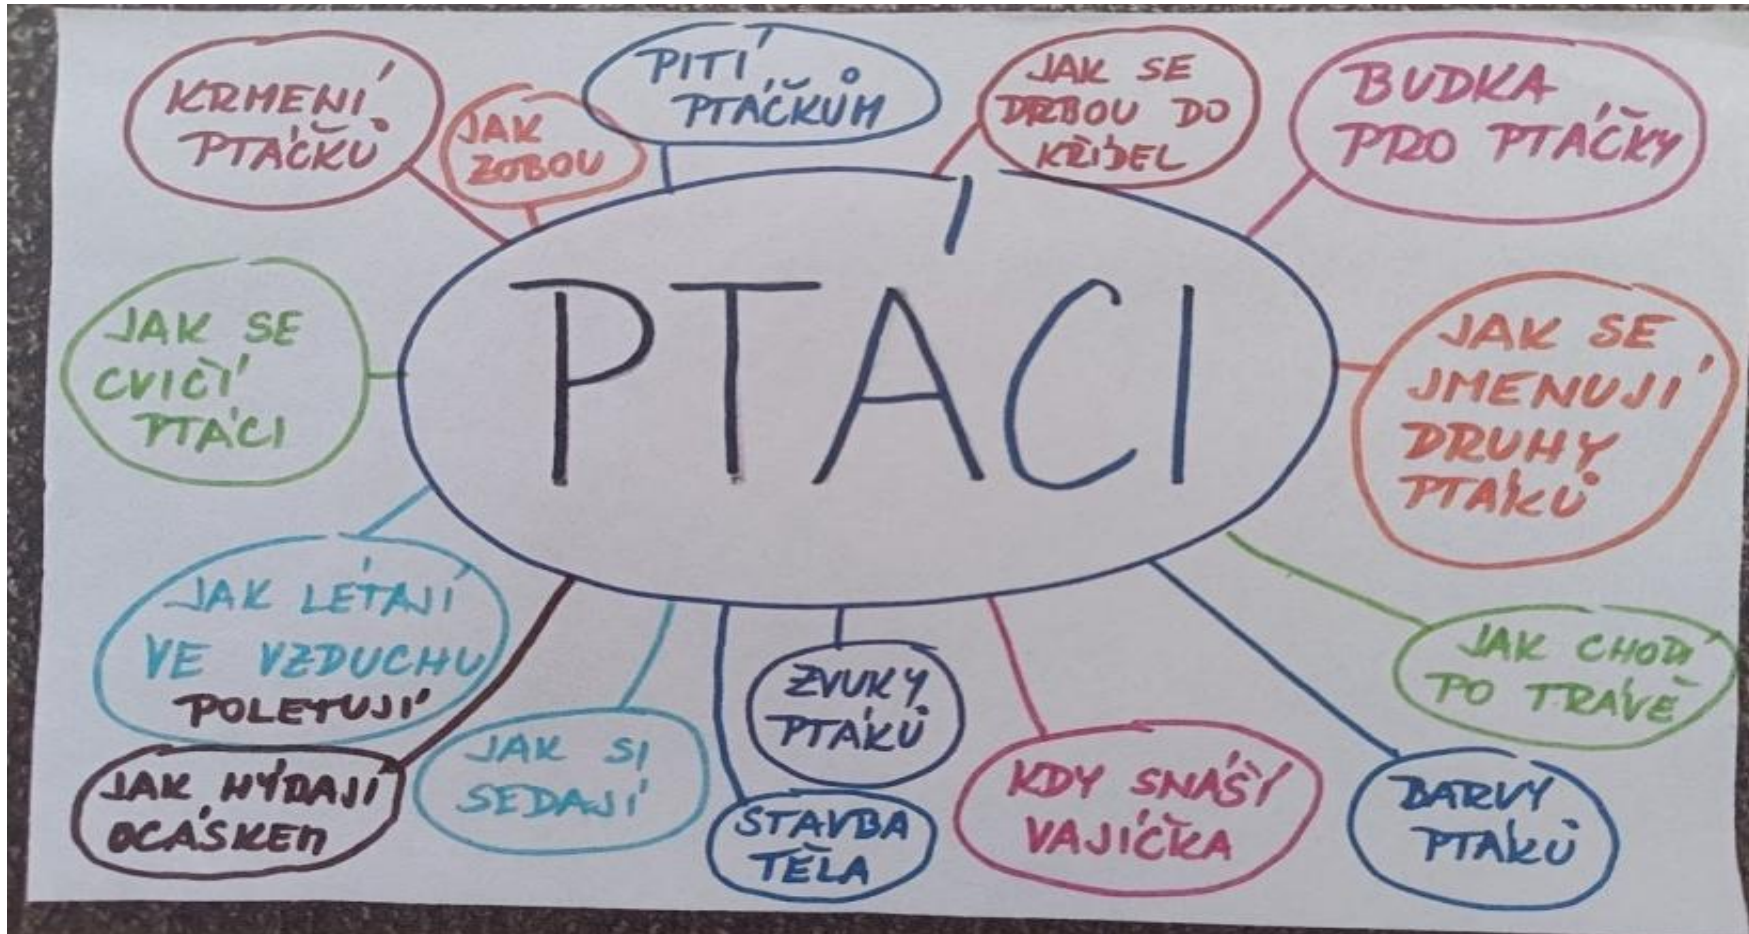 KRMENÍ
PTÁČKŮ
JAK
ZOBOU
PITÍ
PTÁČKŮM
JAK SE
DRBOU DO
KŘÍDEL
BUDKA
PRO PTÁČKY
PTÁCI
JAK SE
CVIČÍ
PTÁCI
JAK SE
JMENUJÍ
DRUHY
PTÁKŮ
JAK LÉTAJÍ
VE VZDUCHU
POLETUJÍ
JAK HÝBAJÍ
OCÁSKEM
JAK SI
SEDAJÍ
STAVBA
TĚLA
ZVUKY
PTÁKŮ
KDY SNÁŠÍ
VAJÍČKA
BARVY
PTÁKŮ
JAK CHODÍ
PO TRÁVĚ